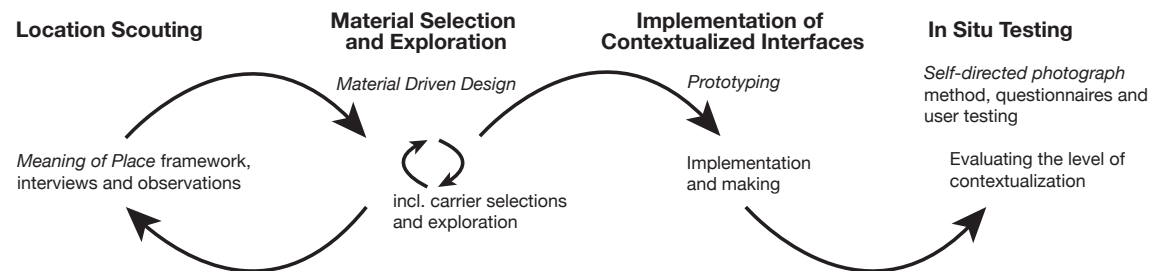 Location Scouting
Meaning of Place framework,
interviews and observations
Material Selection
and Exploration
Material Driven Design
incl. carrier selections
and exploration
Implementation of
Contextualized Interfaces
Prototyping
Implementation
and making
In Situ Testing
Self-directed photograph
method, questionnaires and
user testing
Evaluating the level of
contextualization